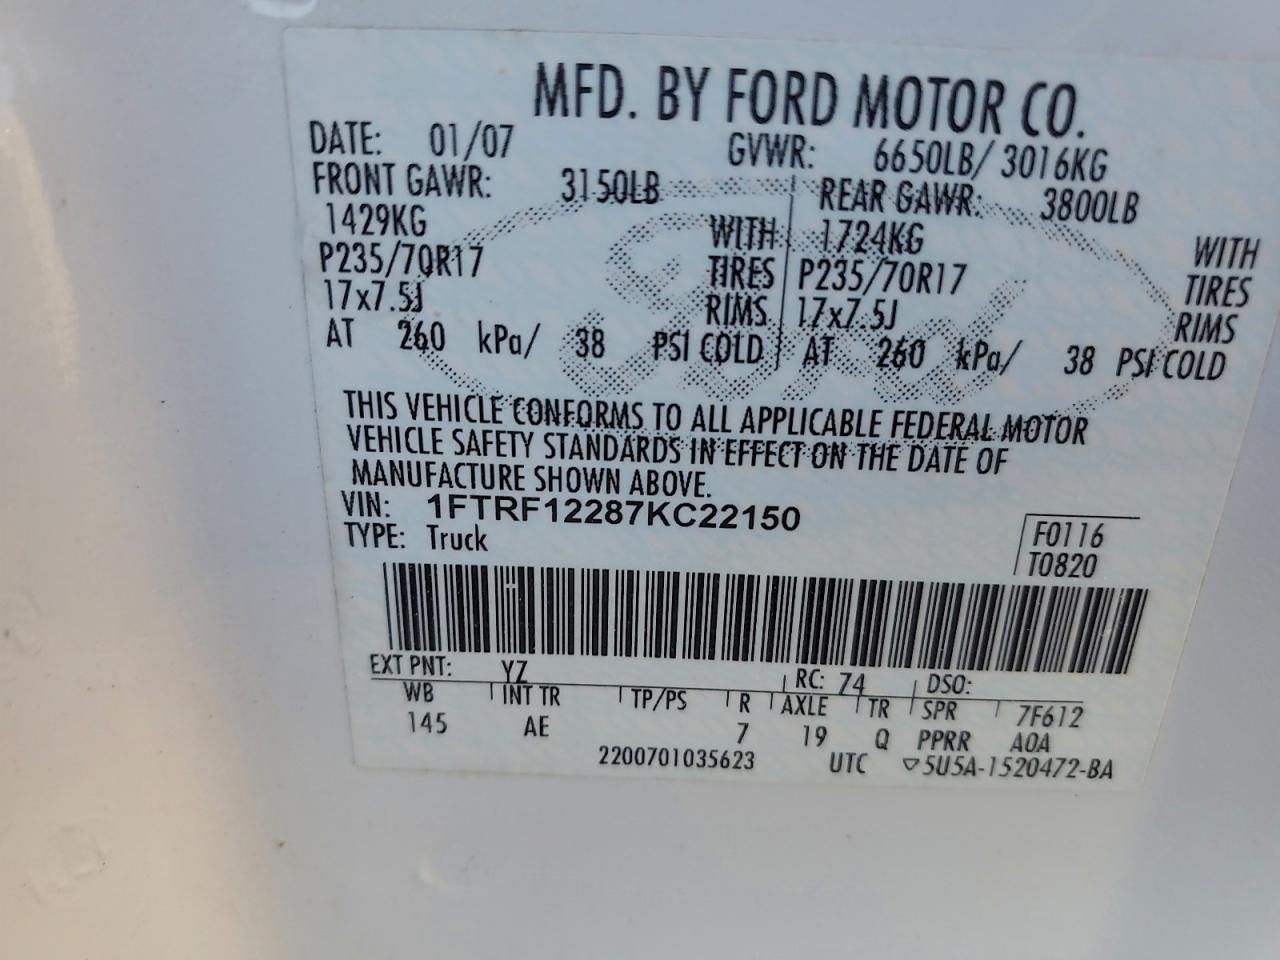 MFD. BY FORD MOTOR CO.
DATE: 01/07 GVWR: 6650LB/ 3016KG
FRONT GAWR: 3150LB REAR GAWR: 3800LB
1429KG WITH 1724KG WITH
P235/70R17 TIRES P235/70R17 TIRES
17x7.5J RIMS 17x7.5J RIMS
AT 260 kPa/ 38 PSI COLD AT 260 kPa/ 38 PSI COLD
THIS VEHICLE CONFORMS TO ALL APPLICABLE FEDERAL MOTOR
VEHICLE SAFETY STANDARDS IN EFFECT ON THE DATE OF
MANUFACTURE SHOWN ABOVE.
VIN: 1FTRF12287KC22150
TYPE: Truck
F0116
T0820
EXT PNT: YZ RC: 74 DSO:
WB INT TR TP/PS R AXLE TR SPR 7F612
145 AE 7 19 Q PPRR A0A
2200701035623 UTC ▽5U5A-1520472-BA
Ford